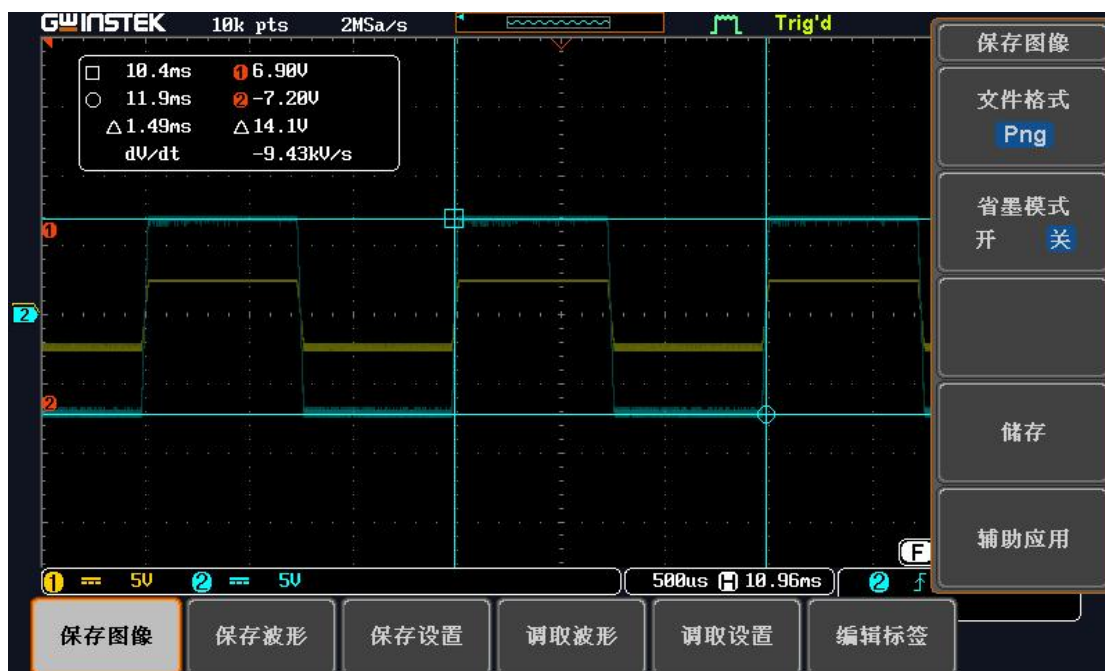 GWINSTEK 10k pts 2MSa/s Trig'd
10.4ms 1 6.90V
11.9ms 2 -7.20V
△1.49ms △14.1V
dV/dt -9.43kV/s
1
2
2
F
1 5V 2 5V 500us H 10.96ms 2
保存图像
文件格式
Png
省墨模式
开 关
储存
辅助应用
保存图像 保存波形 保存设置 调取波形 调取设置 编辑标签